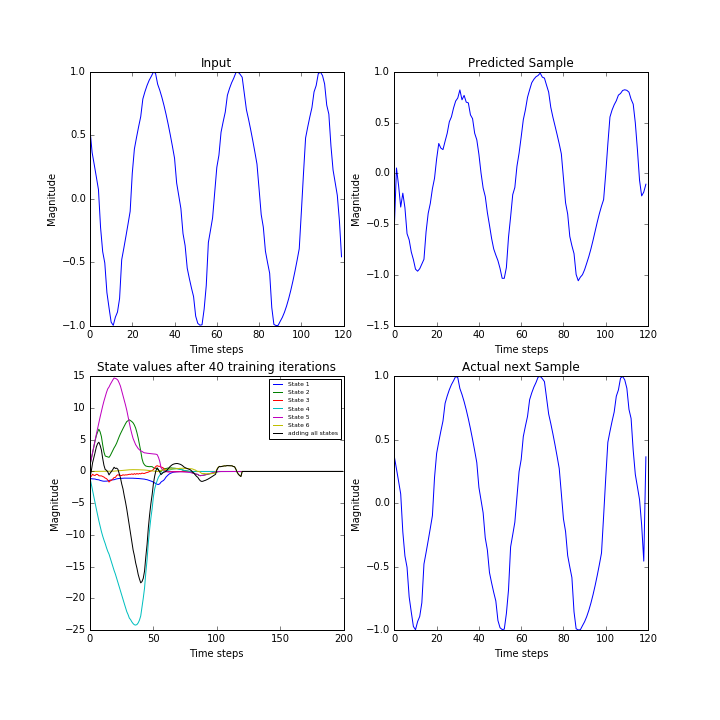 Input
1.0
0.5
0.0
−0.5
−1.0
Magnitude
0 20 40 60 80 100 120
Time steps
Predicted Sample
1.0
0.5
0.0
−0.5
−1.0
−1.5
Magnitude
0 20 40 60 80 100 120
Time steps
State values after 40 training iterations
15
10
5
0
−5
−10
−15
−20
−25
Magnitude
State 1
State 2
State 3
State 4
State 5
State 6
adding all states
0 50 100 150 200
Time steps
Actual next Sample
1.0
0.5
0.0
−0.5
−1.0
Magnitude
0 20 40 60 80 100 120
Time steps